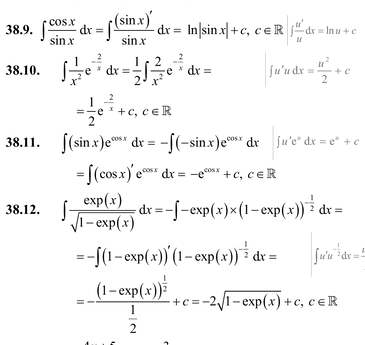 38.9. ∫ cos x / sin x dx = ∫ (sin x)′ / sin x dx = ln|sin x| + c, c ∈ ℝ | ∫ u′/u dx = ln u + c
38.10. ∫ 1/x² e^(−2/x) dx = 1/2 ∫ 2/x² e^(−2/x) dx = | ∫ u′u dx = u²/2 + c
= 1/2 e^(−2/x) + c, c ∈ ℝ
38.11. ∫ (sin x)e^(cos x) dx = −∫ (−sin x)e^(cos x) dx | ∫ u′e^u dx = e^u + c
= ∫ (cos x)′ e^(cos x) dx = −e^(cos x) + c, c ∈ ℝ
38.12. ∫ exp(x) / √(1−exp(x)) dx = −∫ −exp(x) × (1−exp(x))^(−1/2) dx =
= −∫ (1−exp(x))′ (1−exp(x))^(−1/2) dx = | ∫ u′u^(−1/2) dx =
= − (1−exp(x))^(1/2) / (1/2) + c = −2√(1−exp(x)) + c, c ∈ ℝ